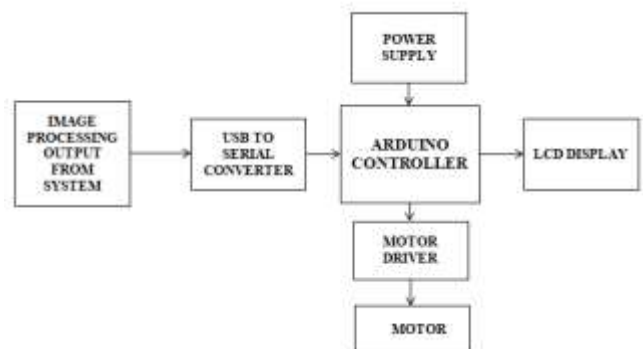 POWER
SUPPLY
IMAGE
PROCESSING
OUTPUT
FROM
SYSTEM
USB TO
SERIAL
CONVERTER
ARDUINO
CONTROLLER
LCD DISPLAY
MOTOR
DRIVER
MOTOR